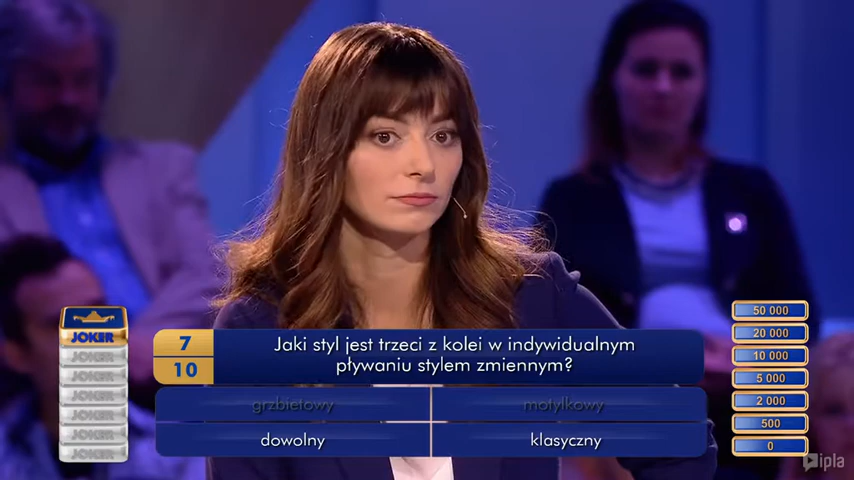 7
10
Jaki styl jest trzeci z kolei w indywidualnym
pływaniu stylem zmiennym?
grzbietowy
motylkowy
dowolny
klasyczny
JOKER
JOKER
JOKER
JOKER
JOKER
JOKER
JOKER
50 000
20 000
10 000
5 000
2 000
500
0
ipla